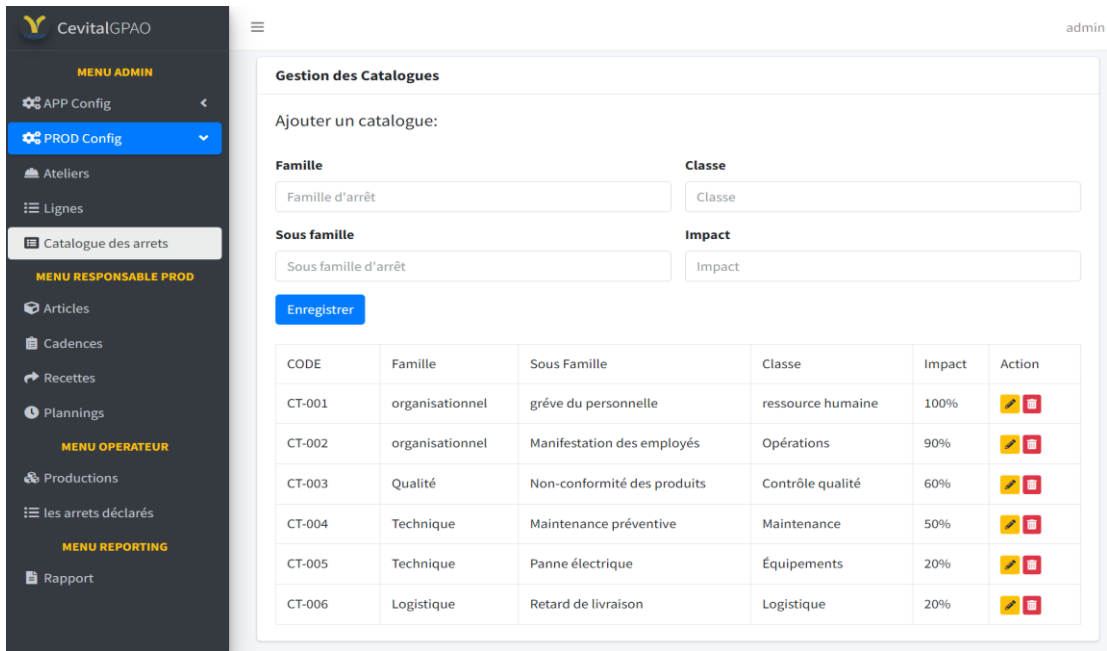 CevitalGPAO
admin
MENU ADMIN
APP Config
PROD Config
Ateliers
Lignes
Catalogue des arrets
MENU RESPONSABLE PROD
Articles
Cadences
Recettes
Plannings
MENU OPERATEUR
Productions
les arrets déclarés
MENU REPORTING
Rapport
Gestion des Catalogues
Ajouter un catalogue:
Famille Classe
Famille d'arrêt Classe
Sous famille Impact
Sous famille d'arrêt Impact
Enregistrer
CODE Famille Sous Famille Classe Impact Action
CT-001 organisationnel gréve du personnelle ressource humaine 100%
CT-002 organisationnel Manifestation des employés Opérations 90%
CT-003 Qualité Non-conformité des produits Contrôle qualité 60%
CT-004 Technique Maintenance préventive Maintenance 50%
CT-005 Technique Panne électrique Équipements 20%
CT-006 Logistique Retard de livraison Logistique 20%